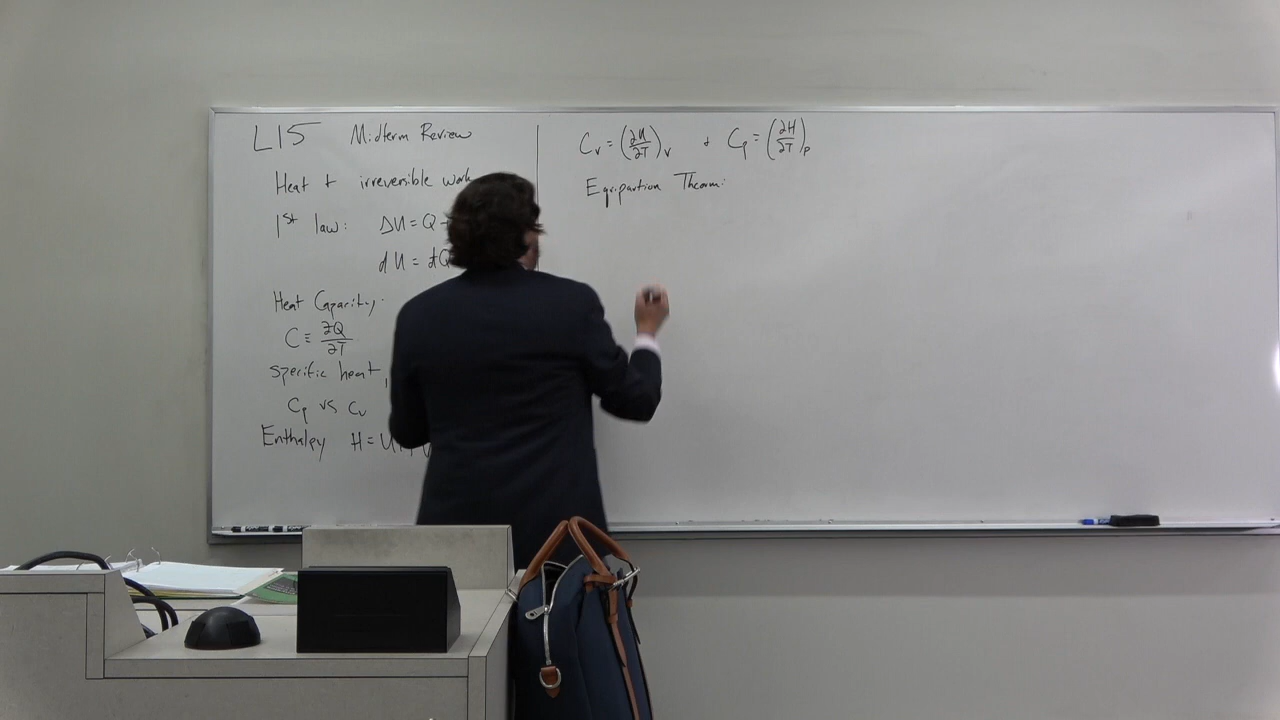 L15 Midterm Review
Heat + irreversible work
1st law: ΔU = Q
dU = đQ
Heat Capacity:
C ≡ ∂Q/∂T
specific heat
Cp vs Cv
Enthalpy H = U
Cv = (∂U/∂T)v + Cp = (∂H/∂T)p
Equipartion Theorm: